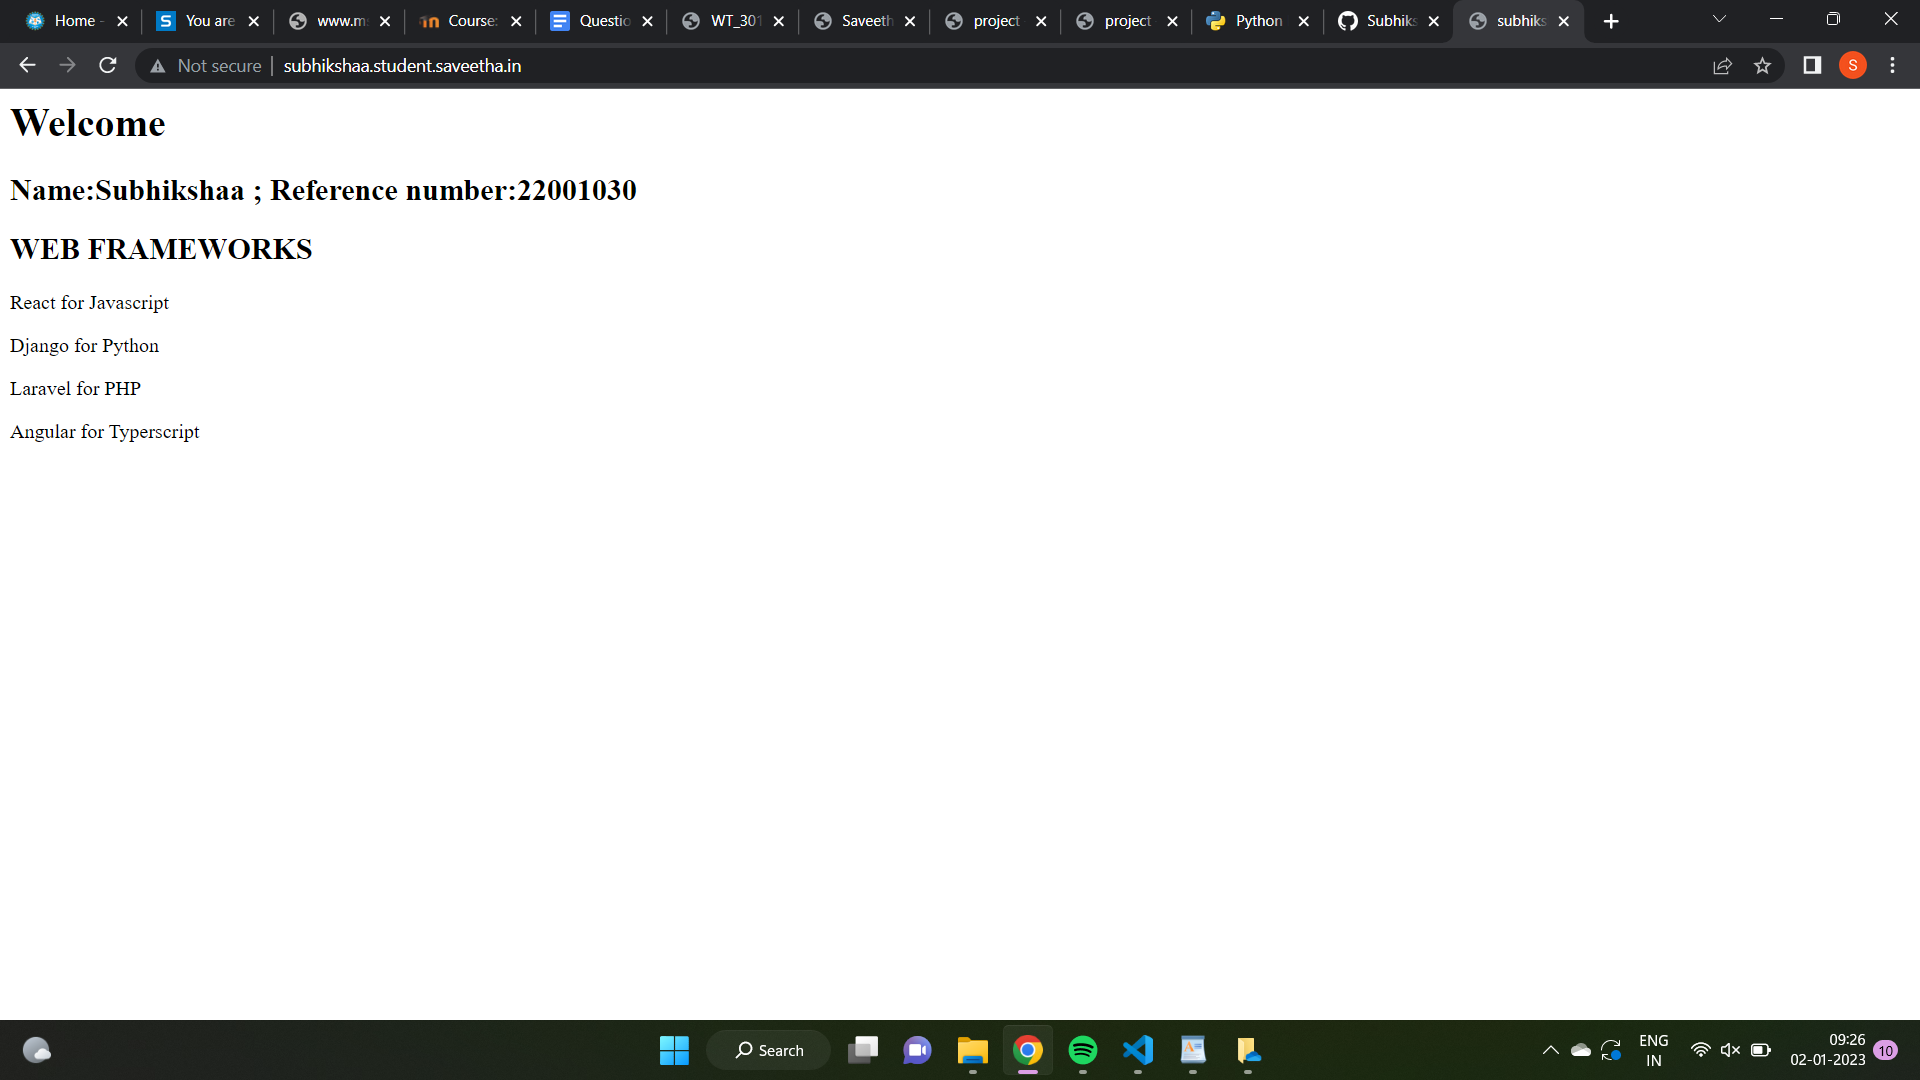 Home -
You are
www.m
Course:
Questio
WT_301
Saveeth
project
project
Python
Subhiks
subhiks
Not secure
subhikshaa.student.saveetha.in
S
Welcome
Name:Subhikshaa ; Reference number:22001030
WEB FRAMEWORKS
React for Javascript
Django for Python
Laravel for PHP
Angular for Typerscript
Search
ENG
IN
09:26
02-01-2023
10